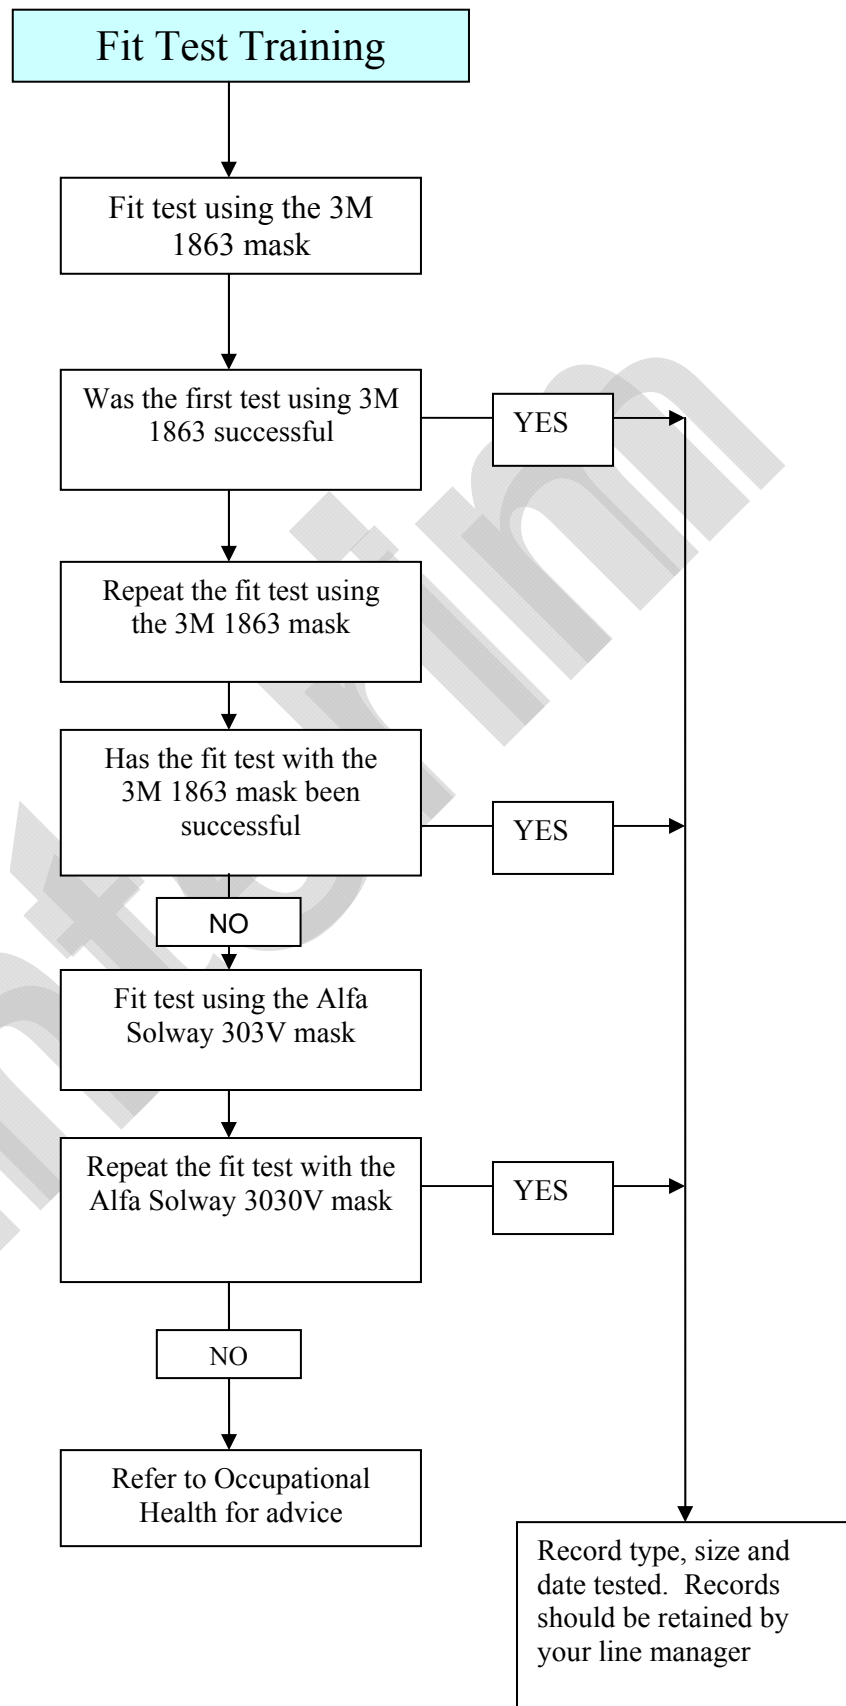 Fit Test Training
Fit test using the 3M
1863 mask
Was the first test using 3M
1863 successful
YES
Repeat the fit test using
the 3M 1863 mask
Has the fit test with the
3M 1863 mask been
successful
YES
NO
Fit test using the Alfa
Solway 303V mask
Repeat the fit test with the
Alfa Solway 3030V mask
YES
NO
Refer to Occupational
Health for advice
Record type, size and
date tested.  Records
should be retained by
your line manager